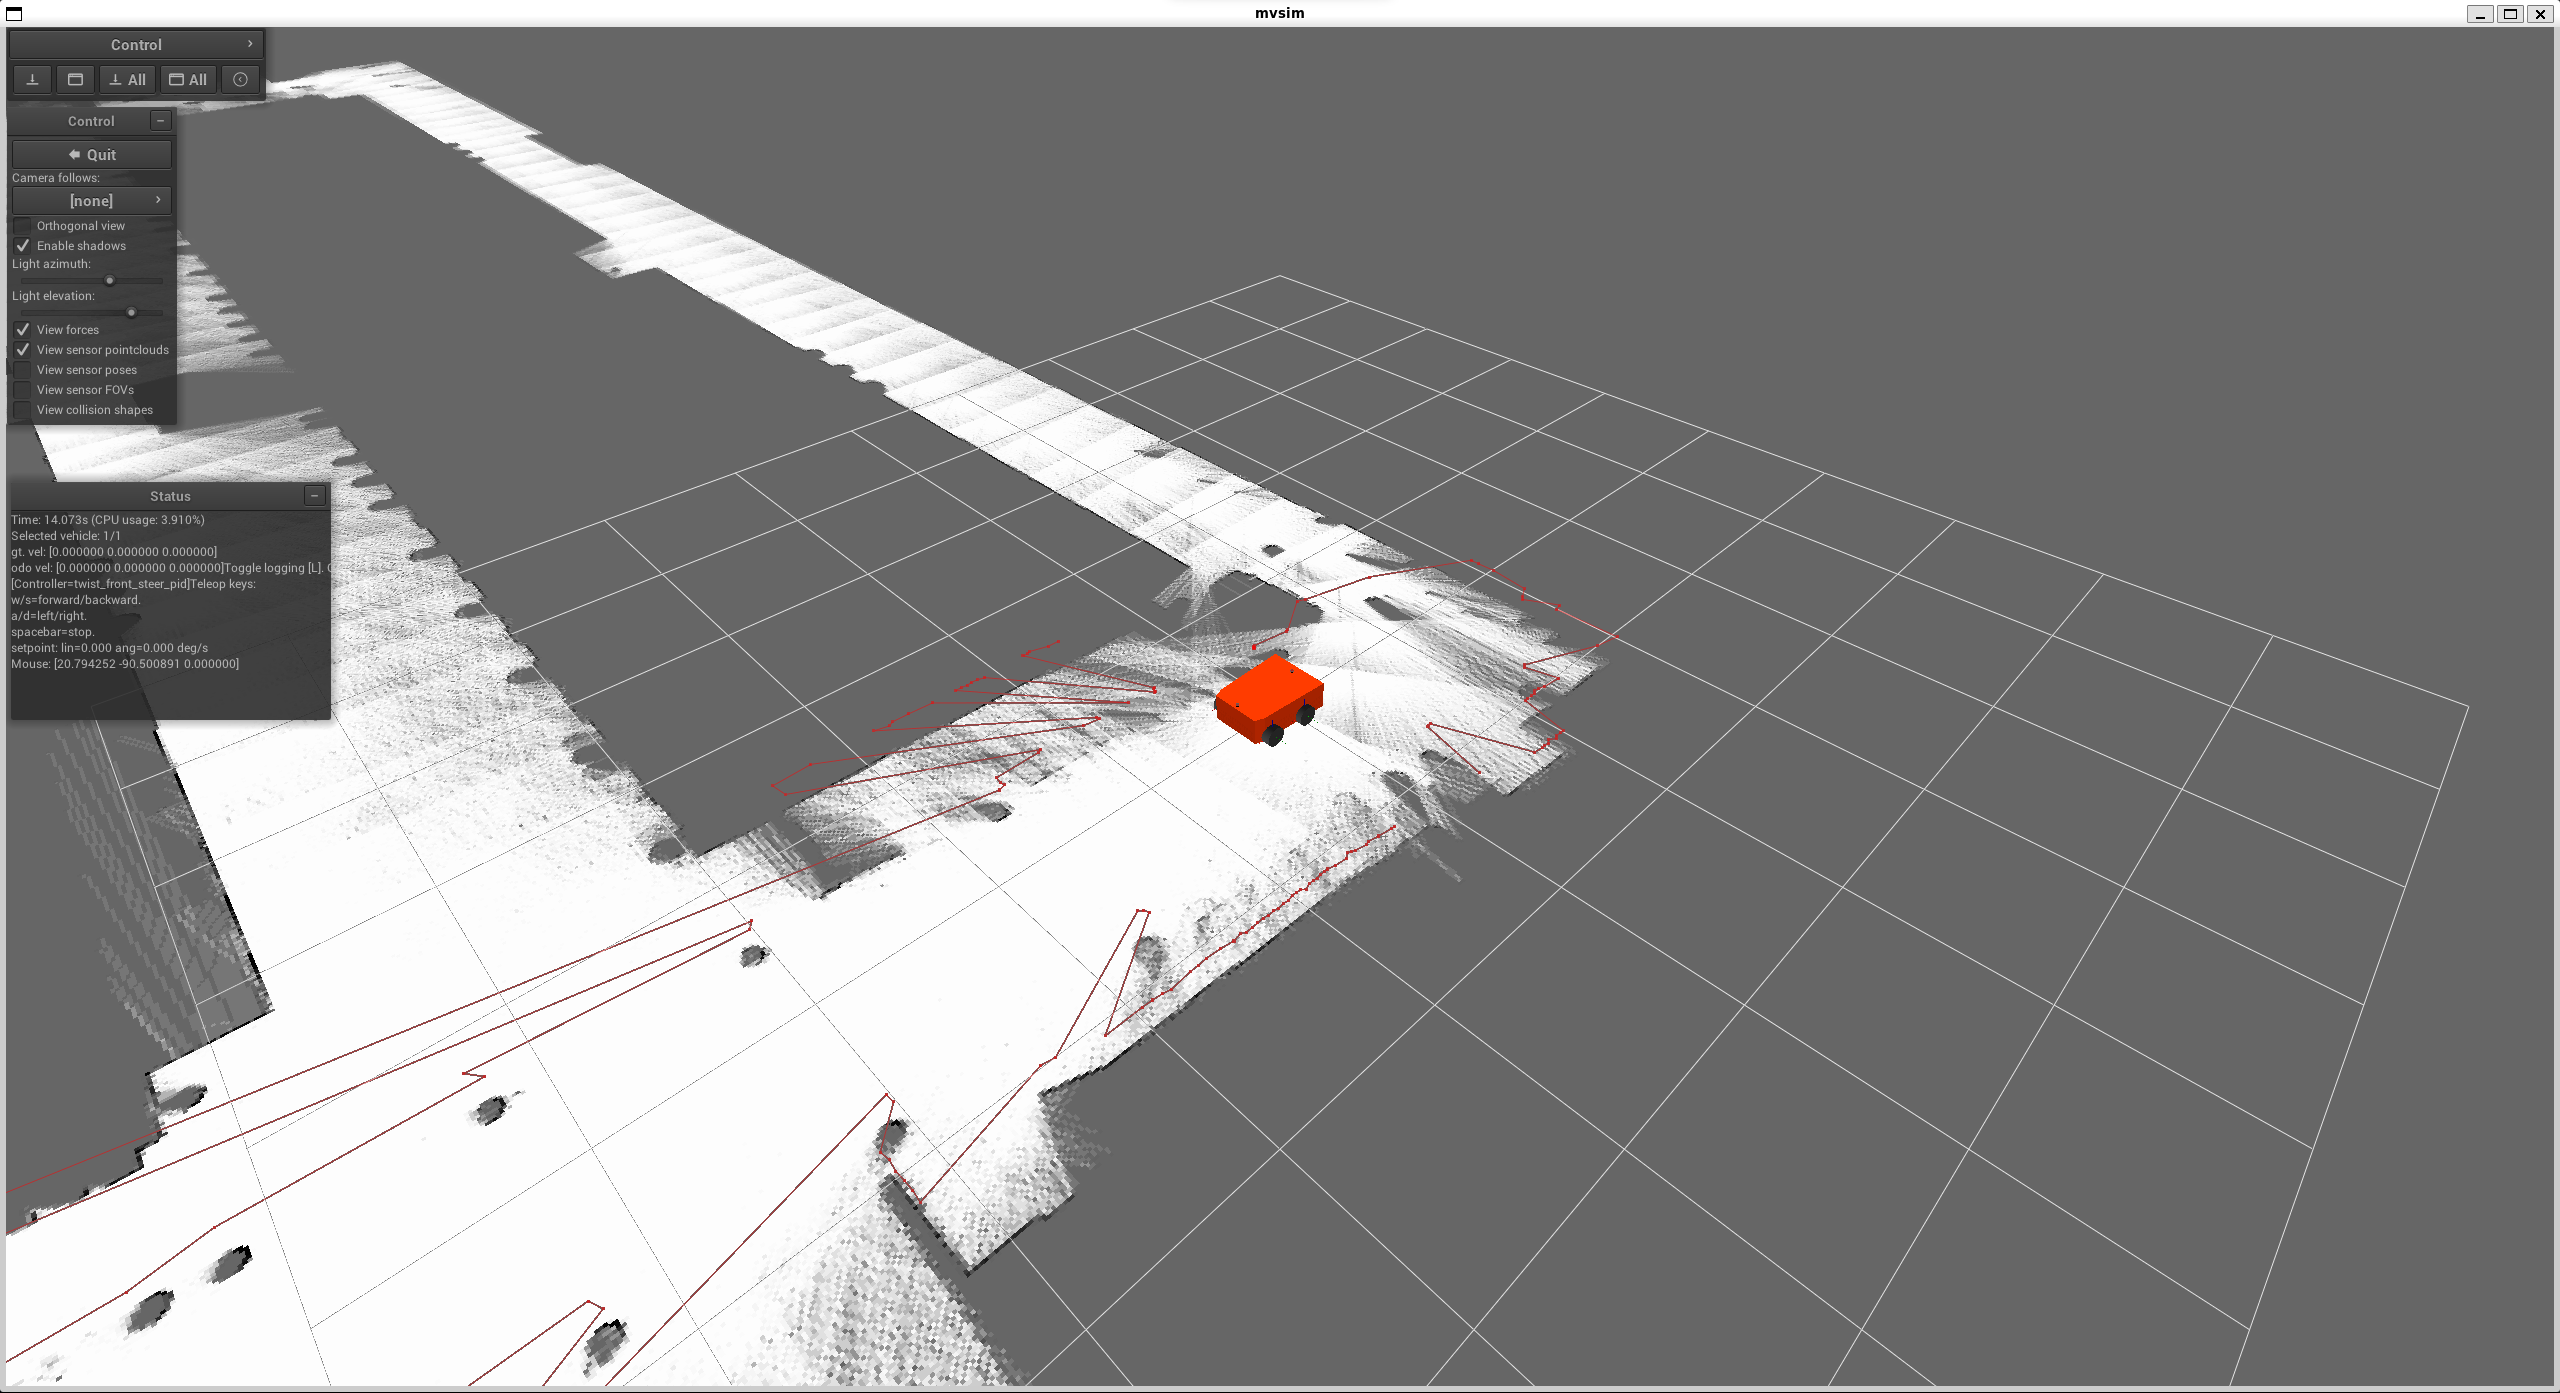 mvsim
Control
All All
Control
Quit
Camera follows:
[none]
Orthogonal view
Enable shadows
Light azimuth:
Light elevation:
View forces
View sensor pointclouds
View sensor poses
View sensor FOVs
View collision shapes
Status
Time: 14.073s (CPU usage: 3.910%)
Selected vehicle: 1/1
gt. vel: [0.000000 0.000000 0.000000]
odo vel: [0.000000 0.000000 0.000000]Toggle logging [L].
[Controller=twist_front_steer_pid]Teleop keys:
w/s=forward/backward.
a/d=left/right.
spacebar=stop.
setpoint: lin=0.000 ang=0.000 deg/s
Mouse: [20.794252 -90.500891 0.000000]